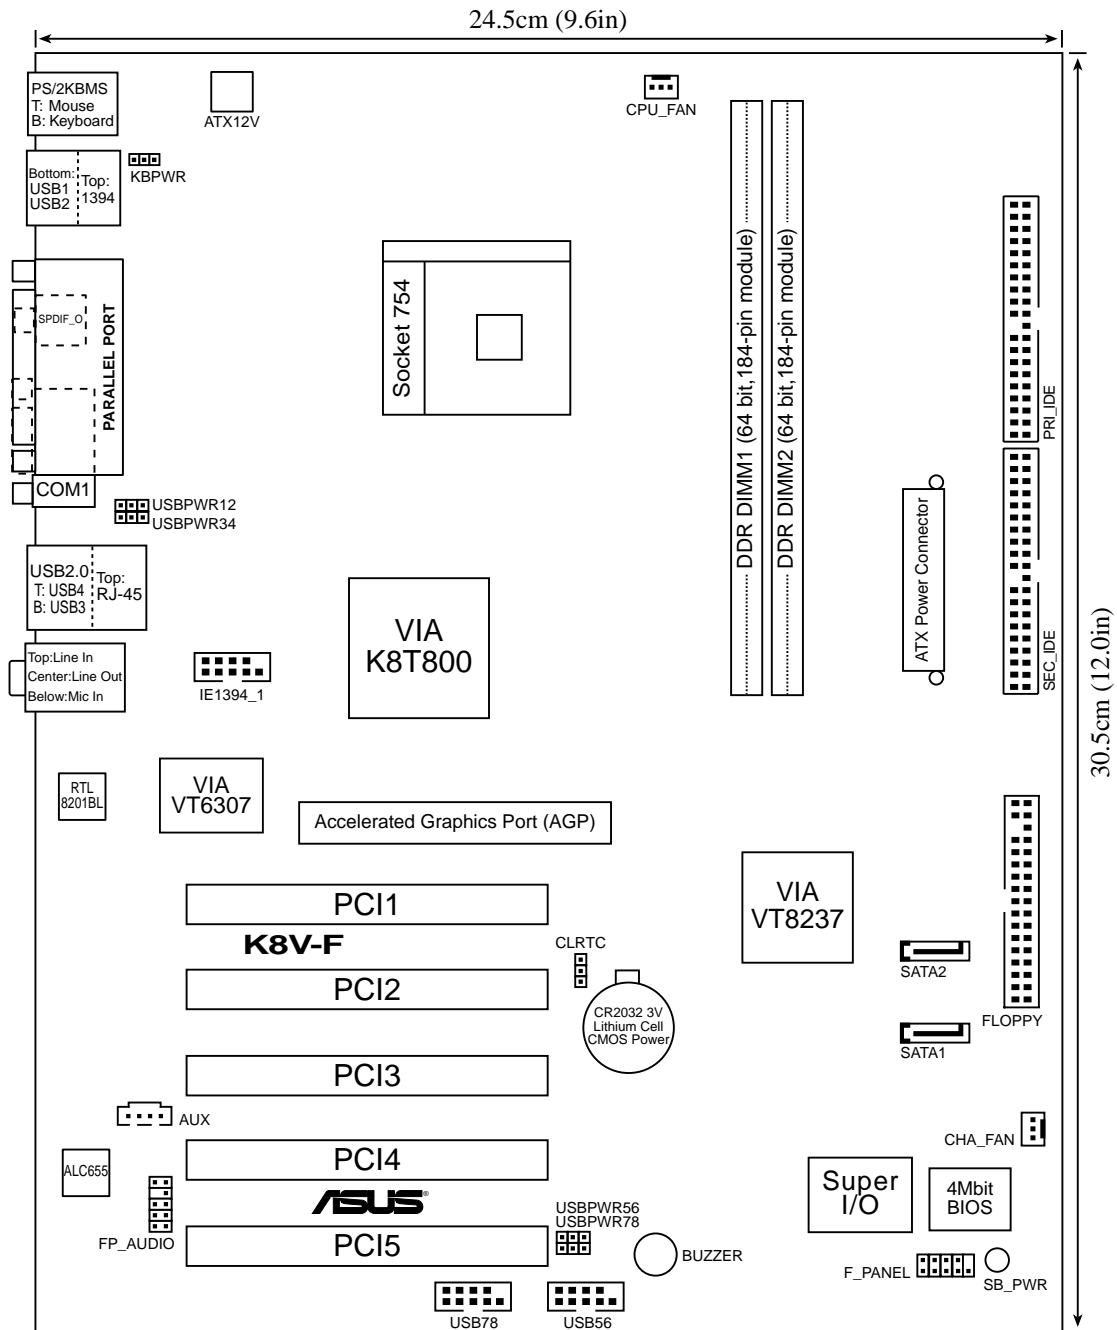 24.5cm (9.6in)
PS/2KBMS
T: Mouse
B: Keyboard
ATX12V
CPU_FAN
KBPWR
Bottom:
USB1
USB2
Top:
1394
SPDIF_O
PARALLEL PORT
Socket 754
DDR DIMM1 (64 bit,184-pin module)
DDR DIMM2 (64 bit,184-pin module)
PRI_IDE
COM1
USBPWR12
USBPWR34
ATX Power Connector
SEC_IDE
USB2.0
T: USB4
B: USB3
Top:
RJ-45
VIA
K8T800
Top:Line In
Center:Line Out
Below:Mic In
IE1394_1
30.5cm (12.0in)
RTL
8201BL
VIA
VT6307
Accelerated Graphics Port (AGP)
VIA
VT8237
PCI1
K8V-F
CLRTC
PCI2
SATA2
CR2032 3V
Lithium Cell
CMOS Power
FLOPPY
SATA1
PCI3
AUX
CHA_FAN
ALC655
PCI4
Super
I/O
4Mbit
BIOS
ASUS®
USBPWR56
USBPWR78
FP_AUDIO
PCI5
BUZZER
F_PANEL
SB_PWR
USB78
USB56